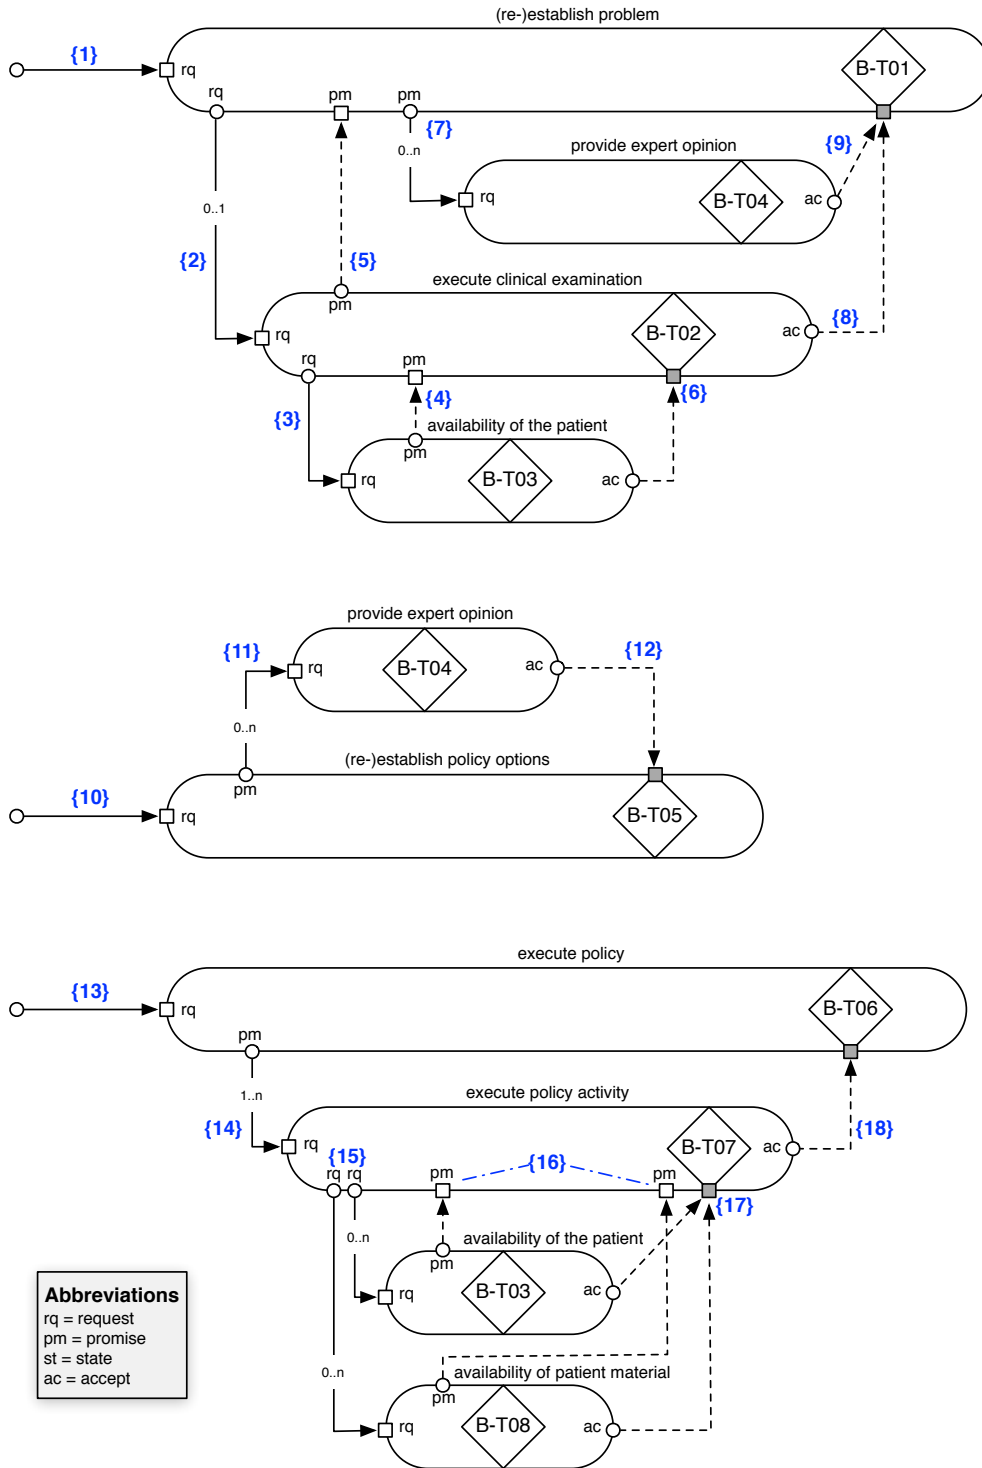 (re-)establish problem
{1}
rq
B-T01
rq
pm
pm
{7}
0..n
provide expert opinion
{9}
rq
B-T04
ac
0..1
{2}
{5}
execute clinical examination
pm
rq
B-T02
ac
{8}
rq
pm
{3}
{4}
{6}
availability of the patient
pm
rq
B-T03
ac
provide expert opinion
{11}
rq
B-T04
ac
{12}
0..n
(re-)establish policy options
pm
{10}
rq
B-T05
execute policy
{13}
rq
B-T06
pm
1..n
execute policy activity
{14}
rq
B-T07
ac
{18}
{15}
{16}
rq
rq
pm
pm
{17}
0..n
availability of the patient
pm
rq
B-T03
ac
0..n
availability of patient material
pm
rq
B-T08
ac
Abbreviations
rq = request
pm = promise
st = state
ac = accept